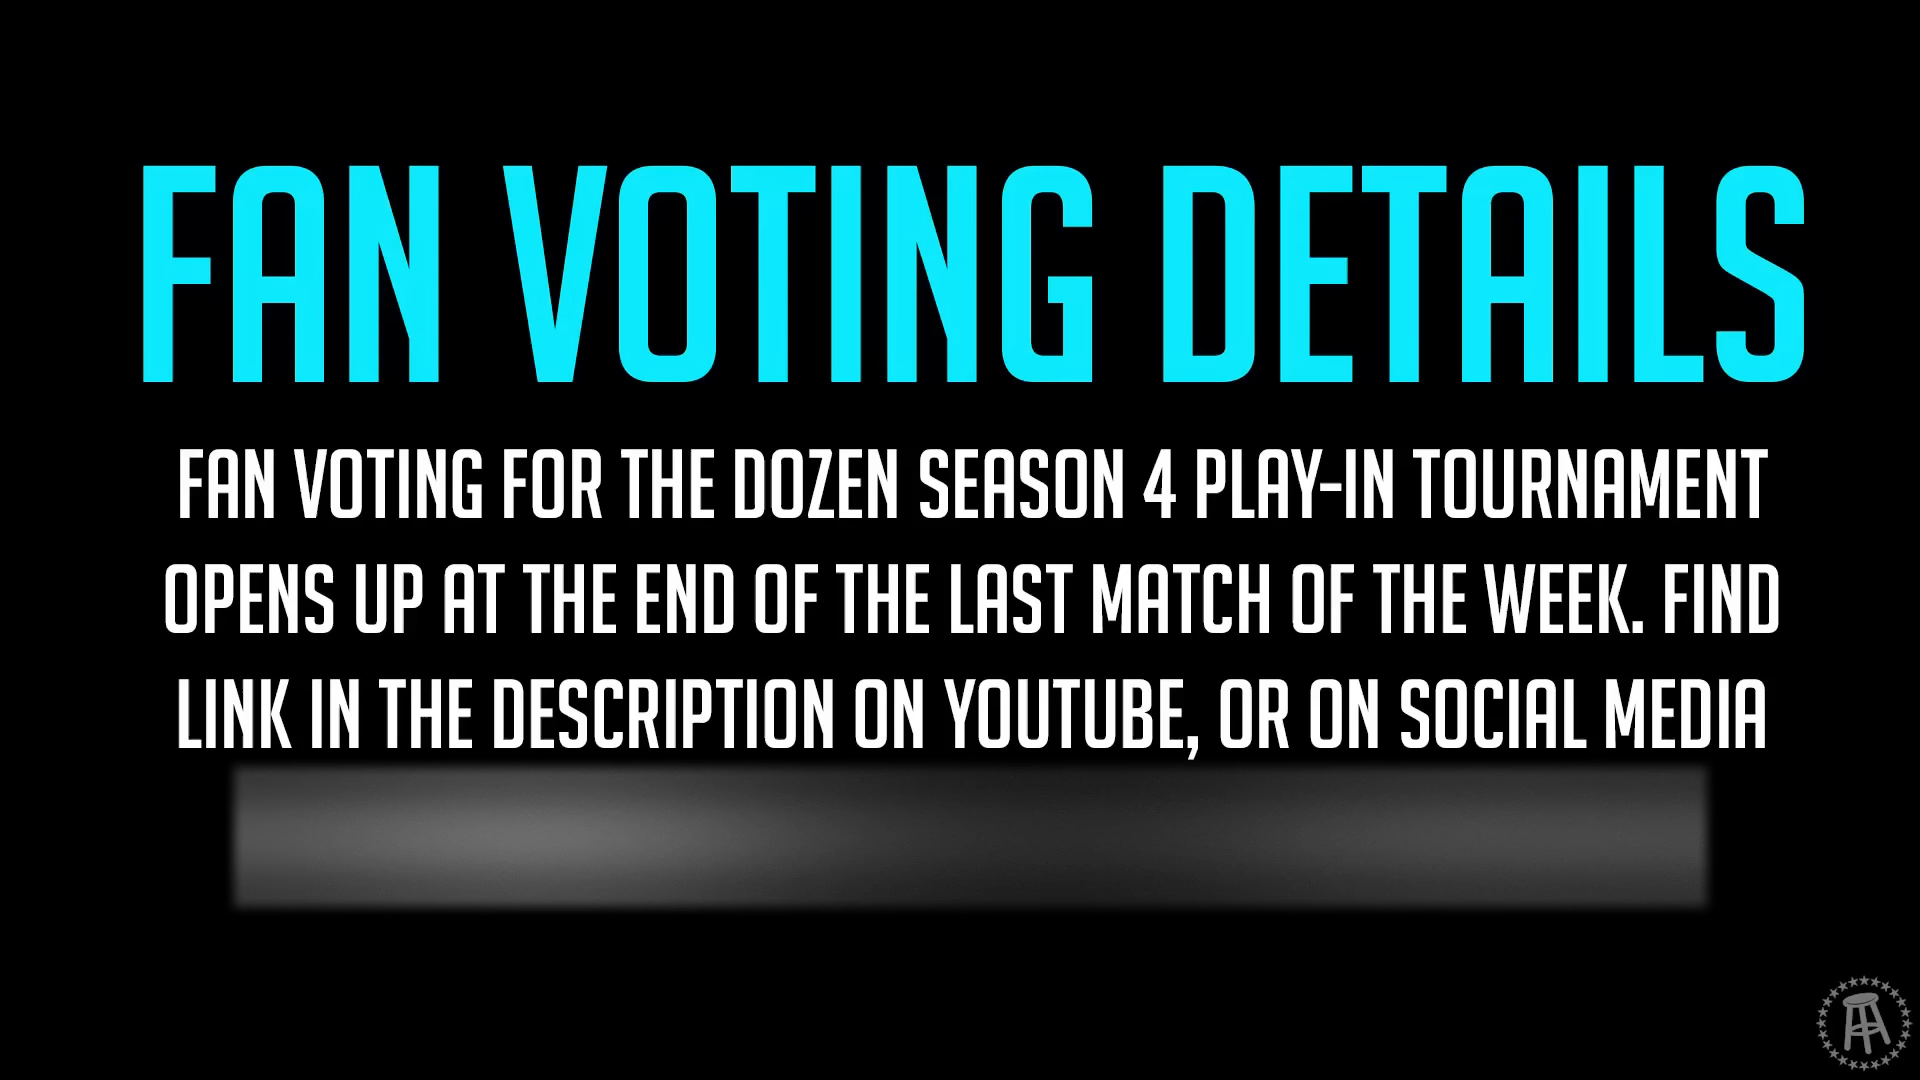 FAN VOTING DETAILS
FAN VOTING FOR THE DOZEN SEASON 4 PLAY-IN TOURNAMENT
OPENS UP AT THE END OF THE LAST MATCH OF THE WEEK. FIND
LINK IN THE DESCRIPTION ON YOUTUBE, OR ON SOCIAL MEDIA